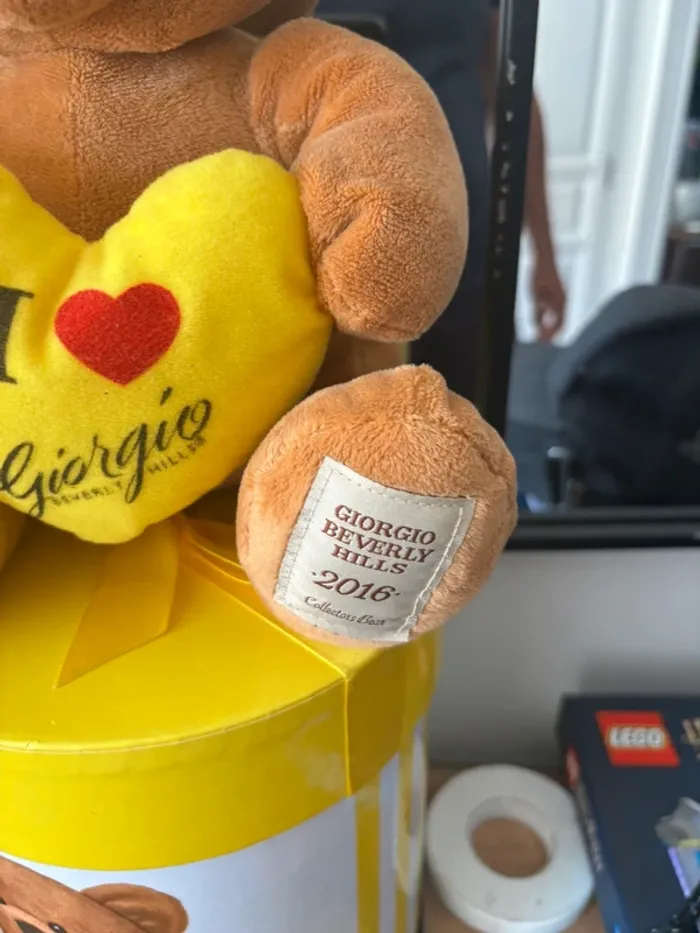 I
Giorgio
BEVERLY HILLS
GIORGIO
BEVERLY
HILLS
·2016·
Collectors Bear
LEGO